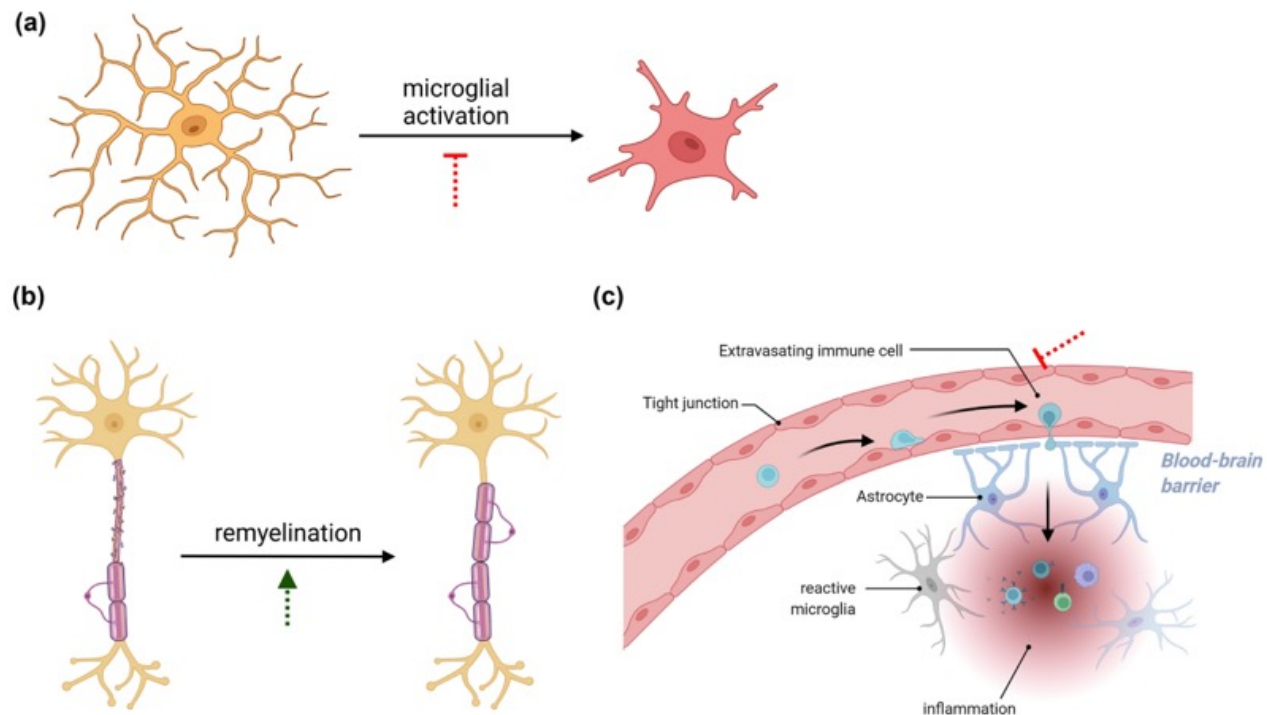 (a)
microglial
activation
(b)
remyelination
(c)
Extravasating immune cell
Tight junction
Blood-brain
barrier
Astrocyte
reactive
microglia
inflammation